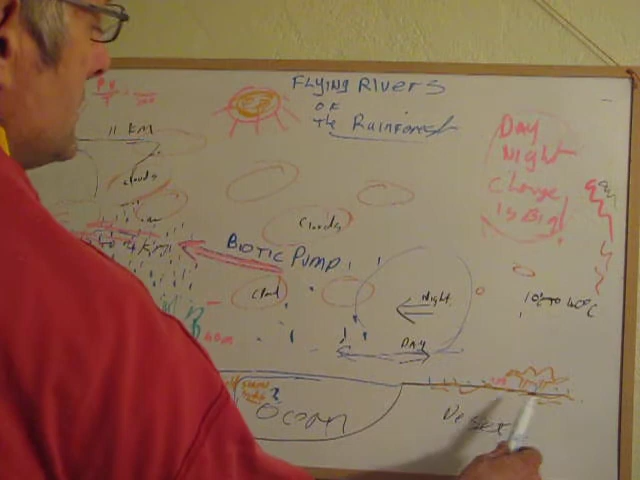 Flying Rivers
of
the Rainforest
11 KM
Day
Night
Change
is Big!
clouds
Clouds
Biotic Pump
Cloud
Night
10° to 40°C
40m
DAY
Ocean
Desert